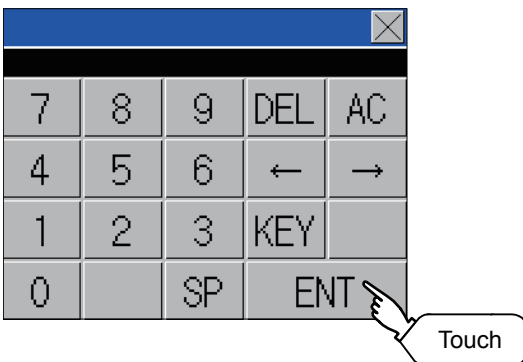 7 8 9 DEL AC
4 5 6 ← →
1 2 3 KEY
0 SP ENT
Touch